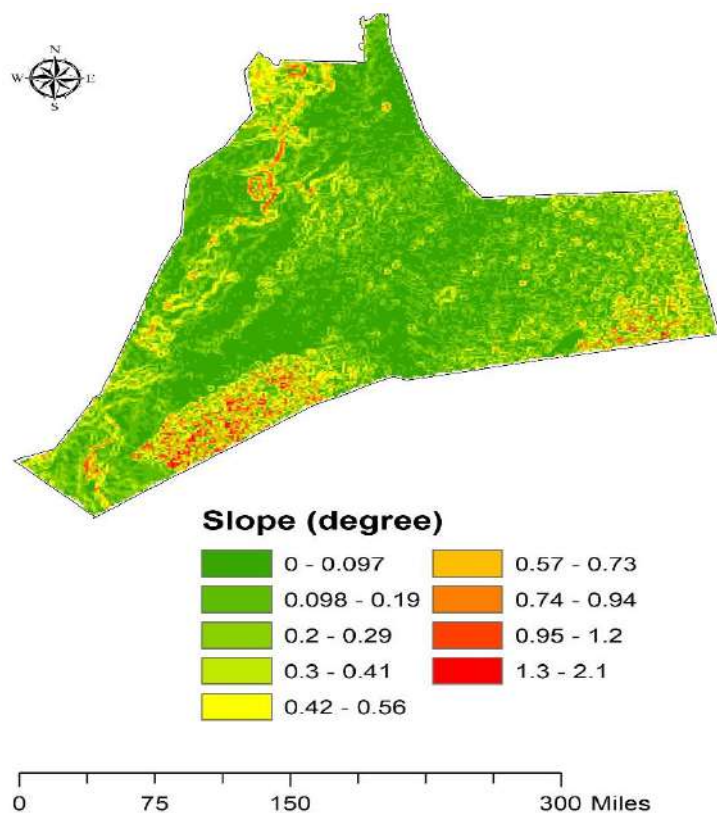 N
W E
S
Slope (degree)
0 - 0.097
0.098 - 0.19
0.2 - 0.29
0.3 - 0.41
0.42 - 0.56
0.57 - 0.73
0.74 - 0.94
0.95 - 1.2
1.3 - 2.1
0 75 150 300 Miles